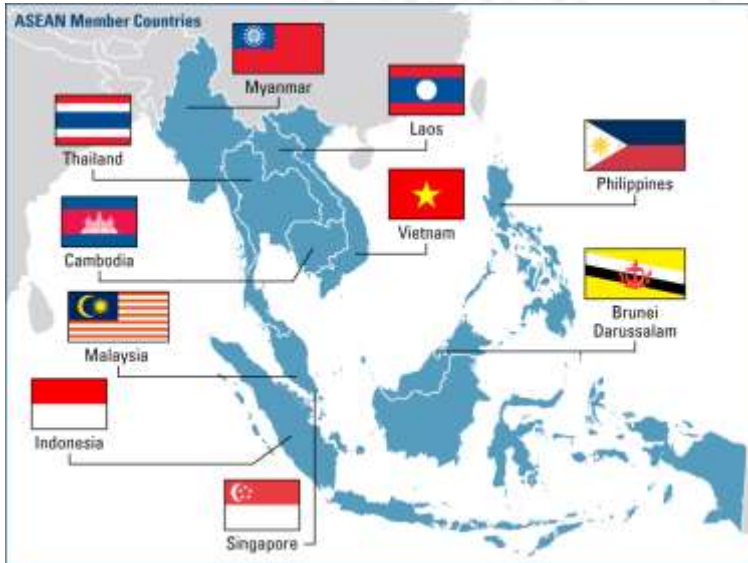 ASEAN Member Countries
Myanmar
Laos
Thailand
Philippines
Vietnam
Cambodia
Brunei
Darussalam
Malaysia
Indonesia
Singapore